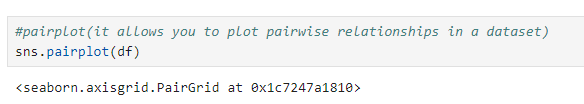 #pairplot(it allows you to plot pairwise relationships in a dataset)
sns.pairplot(df)
<seaborn.axisgrid.PairGrid at 0x1c7247a1810>